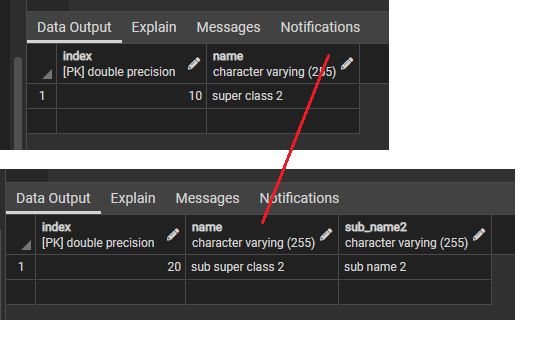 Data Output Explain Messages Notifications
index name
[PK] double precision character varying (255)
1 10 super class 2
Data Output Explain Messages Notifications
index name sub_name2
[PK] double precision character varying (255) character varying (255)
1 20 sub super class 2 sub name 2